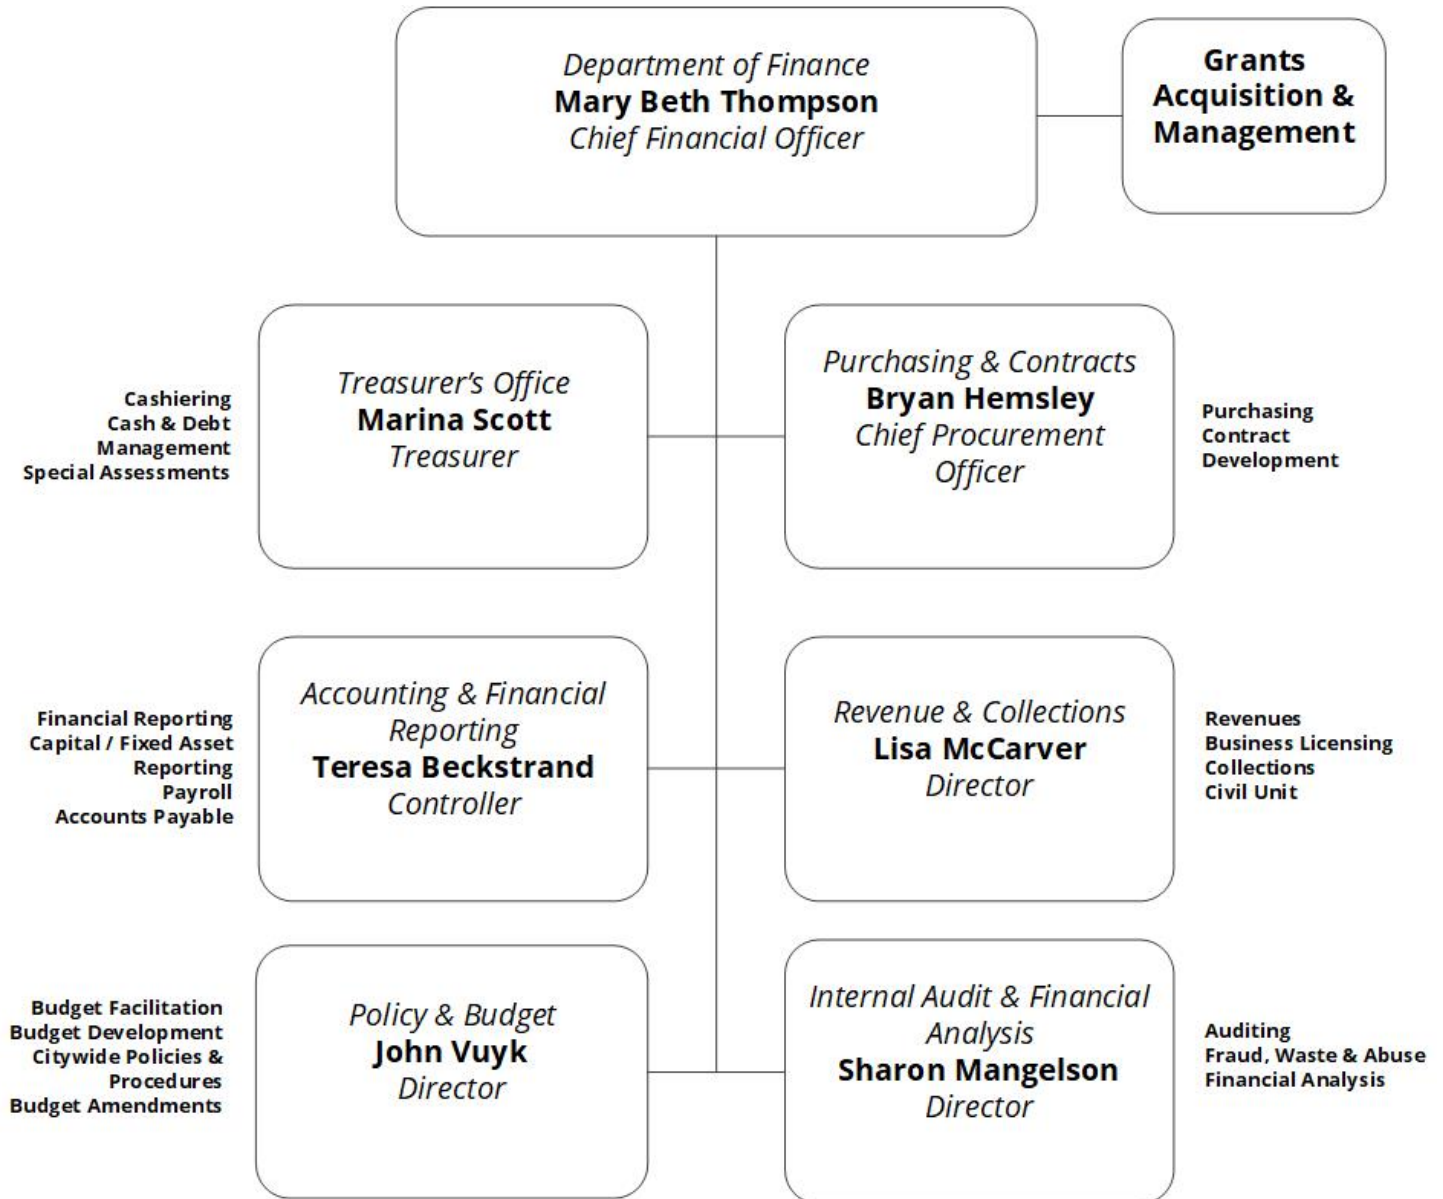 Department of Finance
Mary Beth Thompson
Chief Financial Officer
Grants
Acquisition &
Management
Cashiering
Cash & Debt
Management
Special Assessments
Treasurer’s Office
Marina Scott
Treasurer
Purchasing & Contracts
Bryan Hemsley
Chief Procurement
Officer
Purchasing
Contract
Development
Financial Reporting
Capital / Fixed Asset
Reporting
Payroll
Accounts Payable
Accounting & Financial
Reporting
Teresa Beckstrand
Controller
Revenue & Collections
Lisa McCarver
Director
Revenues
Business Licensing
Collections
Civil Unit
Budget Facilitation
Budget Development
Citywide Policies &
Procedures
Budget Amendments
Policy & Budget
John Vuyk
Director
Internal Audit & Financial
Analysis
Sharon Mangelson
Director
Auditing
Fraud, Waste & Abuse
Financial Analysis